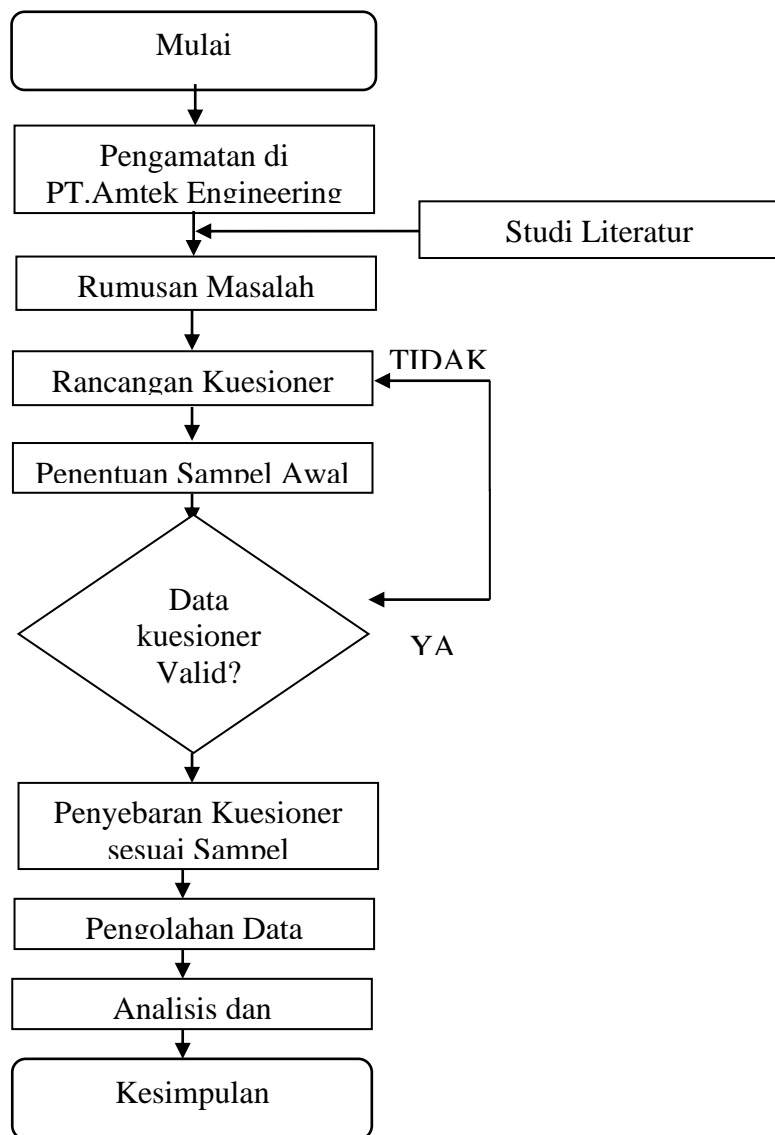 Mulai
Pengamatan di
PT.Amtek Engineering
Studi Literatur
Rumusan Masalah
TIDAK
Rancangan Kuesioner
Penentuan Sampel Awal
Data
kuesioner
Valid?
YA
Penyebaran Kuesioner
sesuai Sampel
Pengolahan Data
Analisis dan
Kesimpulan